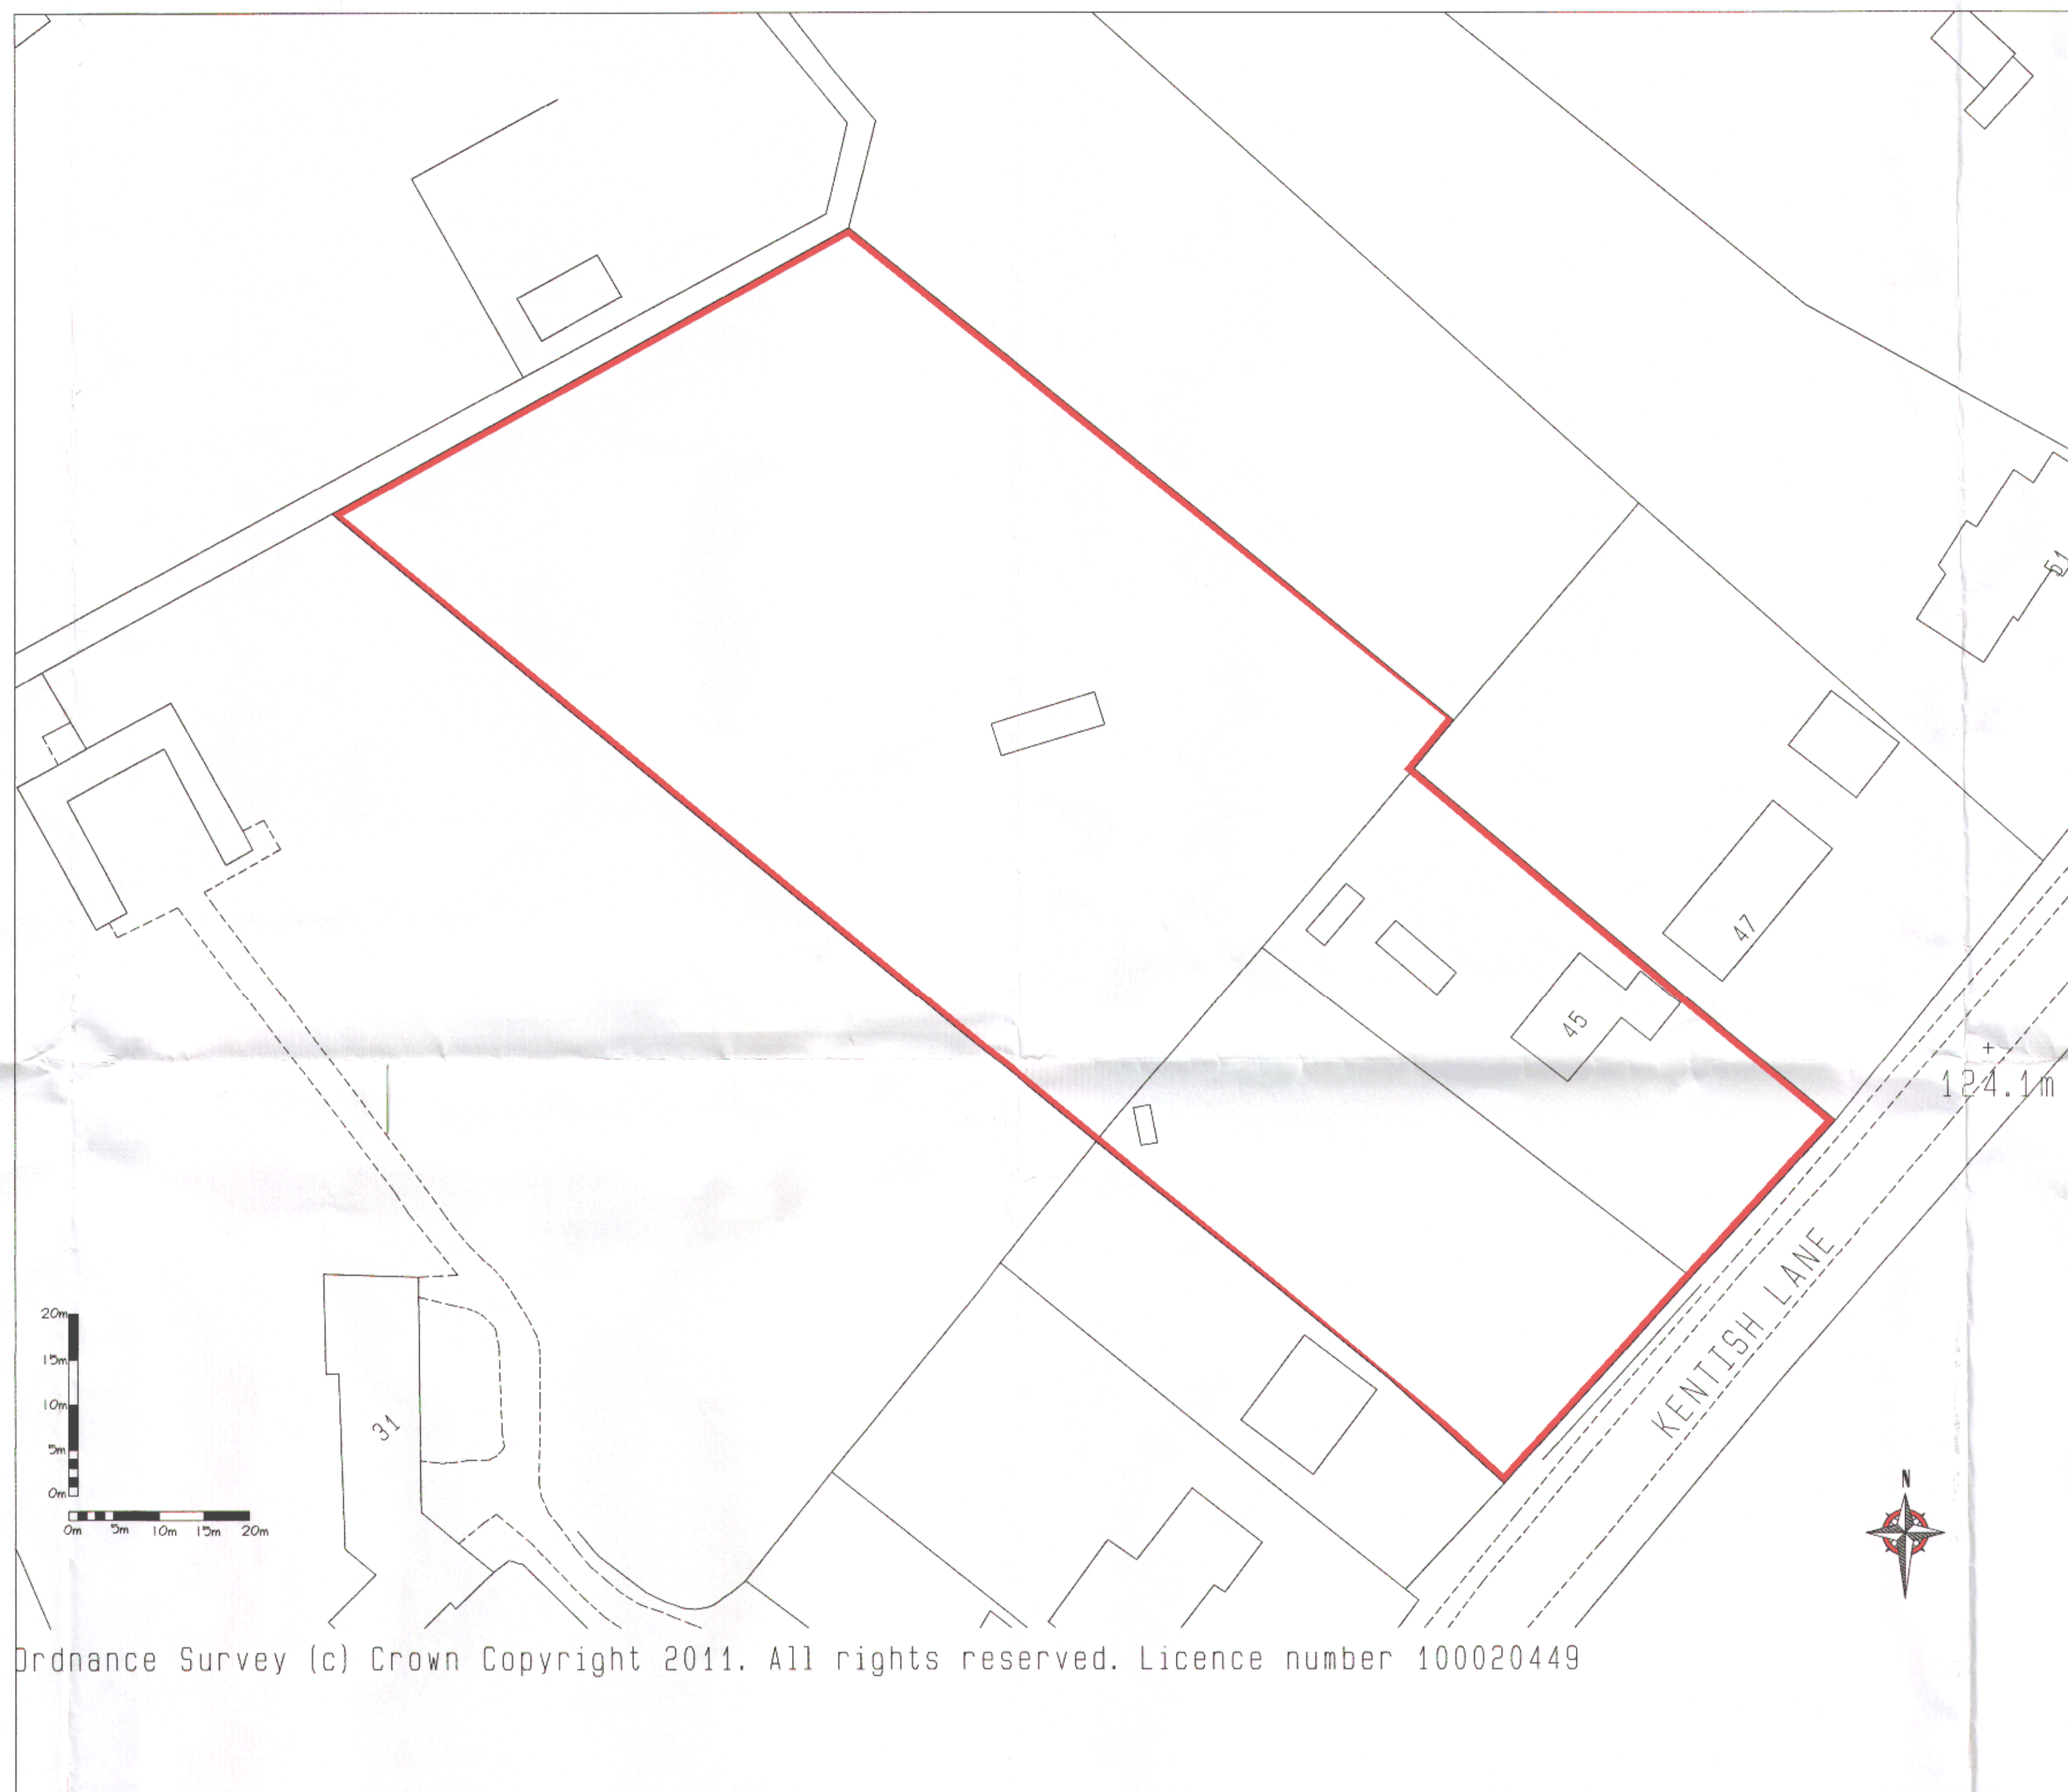 51
47
45
124.1m
KENTISH LANE
20m
15m
10m
5m
0m
31
0m 5m 10m 15m 20m
N
Ordnance Survey (c) Crown Copyright 2011. All rights reserved. Licence number 100020449